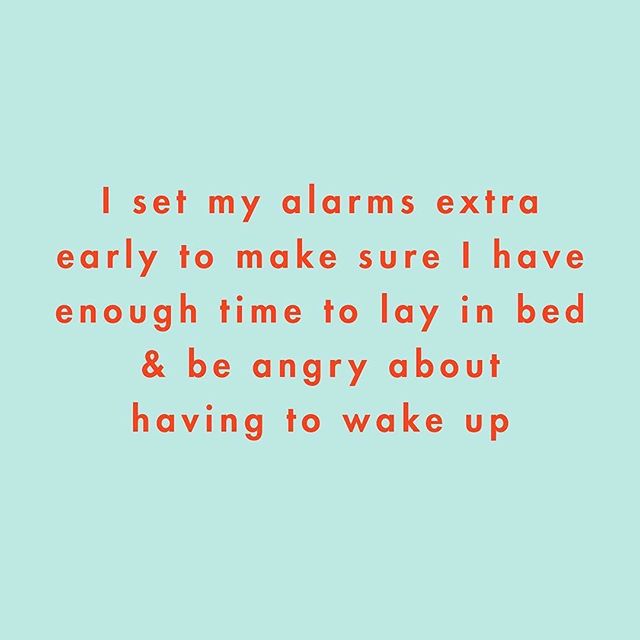 I set my alarms extra
early to make sure I have
enough time to lay in bed
& be angry about
having to wake up